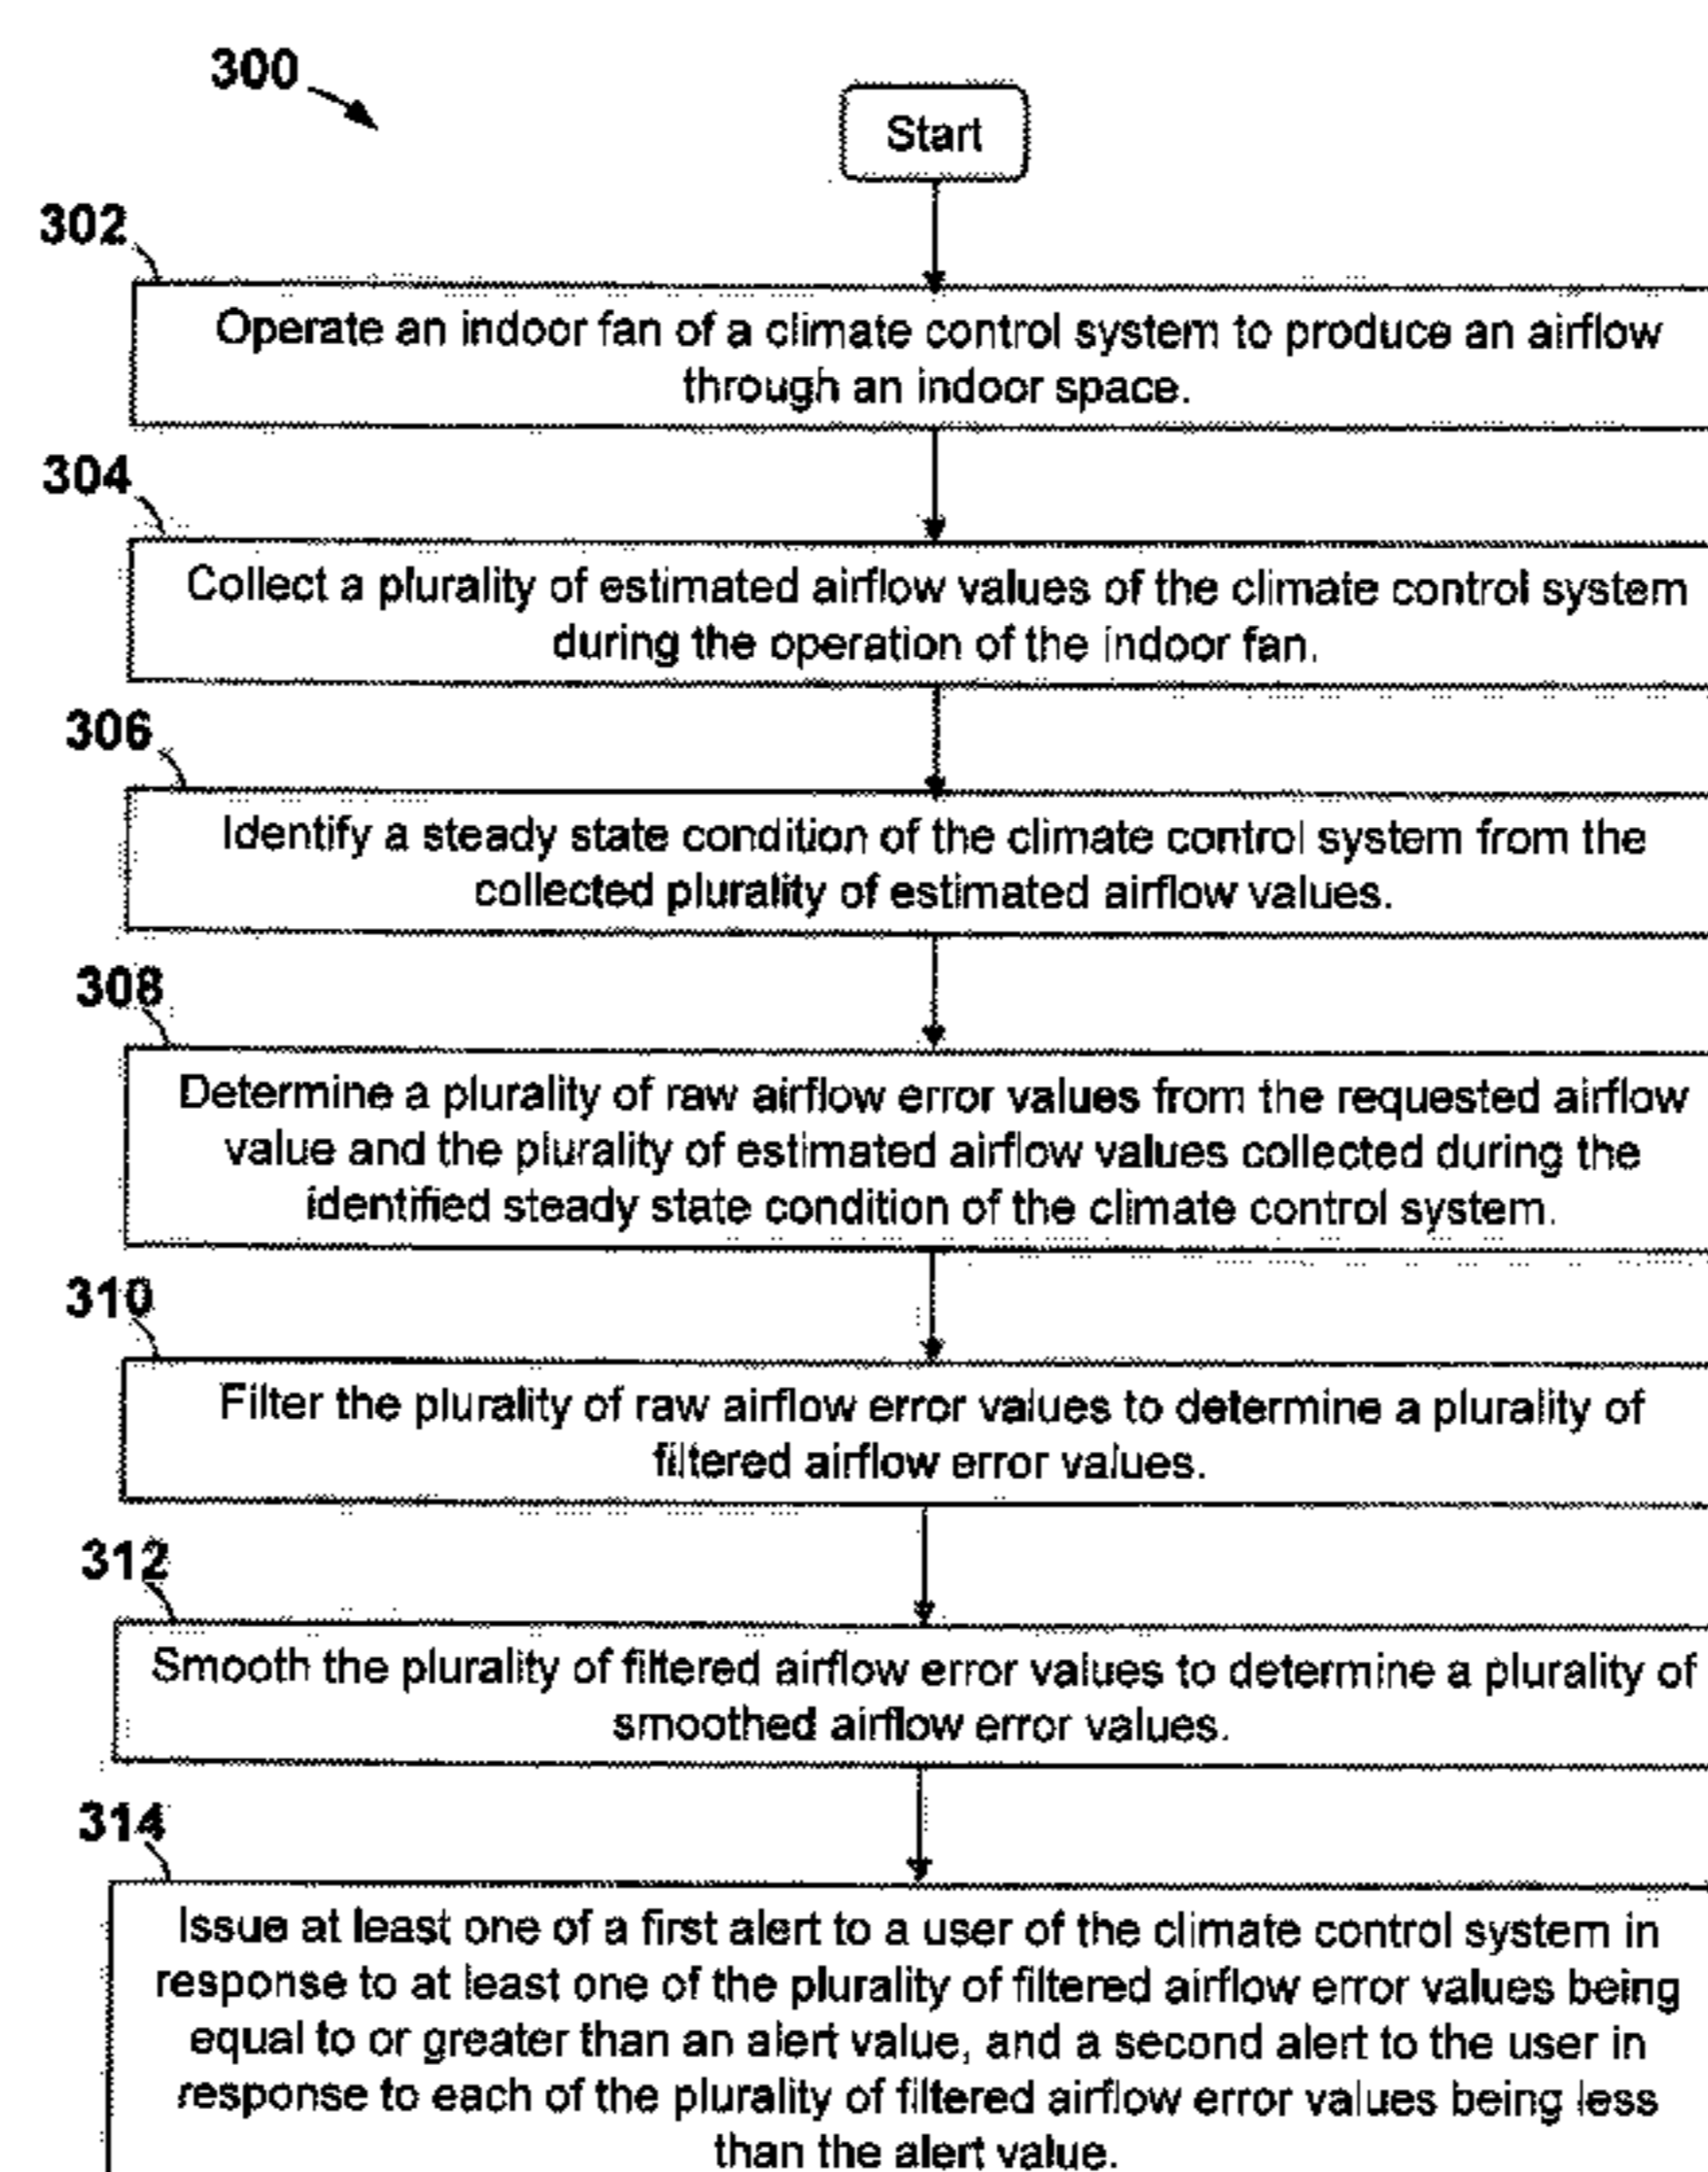 300
Start
302
Operate an indoor fan of a climate control system to produce an airflow
through an indoor space.
304
Collect a plurality of estimated airflow values of the climate control system
during the operation of the indoor fan.
306
Identify a steady state condition of the climate control system from the
collected plurality of estimated airflow values.
308
Determine a plurality of raw airflow error values from the requested airflow
value and the plurality of estimated airflow values collected during the
identified steady state condition of the climate control system.
310
Filter the plurality of raw airflow error values to determine a plurality of
filtered airflow error values.
312
Smooth the plurality of filtered airflow error values to determine a plurality of
smoothed airflow error values.
314
Issue at least one of a first alert to a user of the climate control system in
response to at least one of the plurality of filtered airflow error values being
equal to or greater than an alert value, and a second alert to the user in
response to each of the plurality of filtered airflow error values being less
than the alert value.